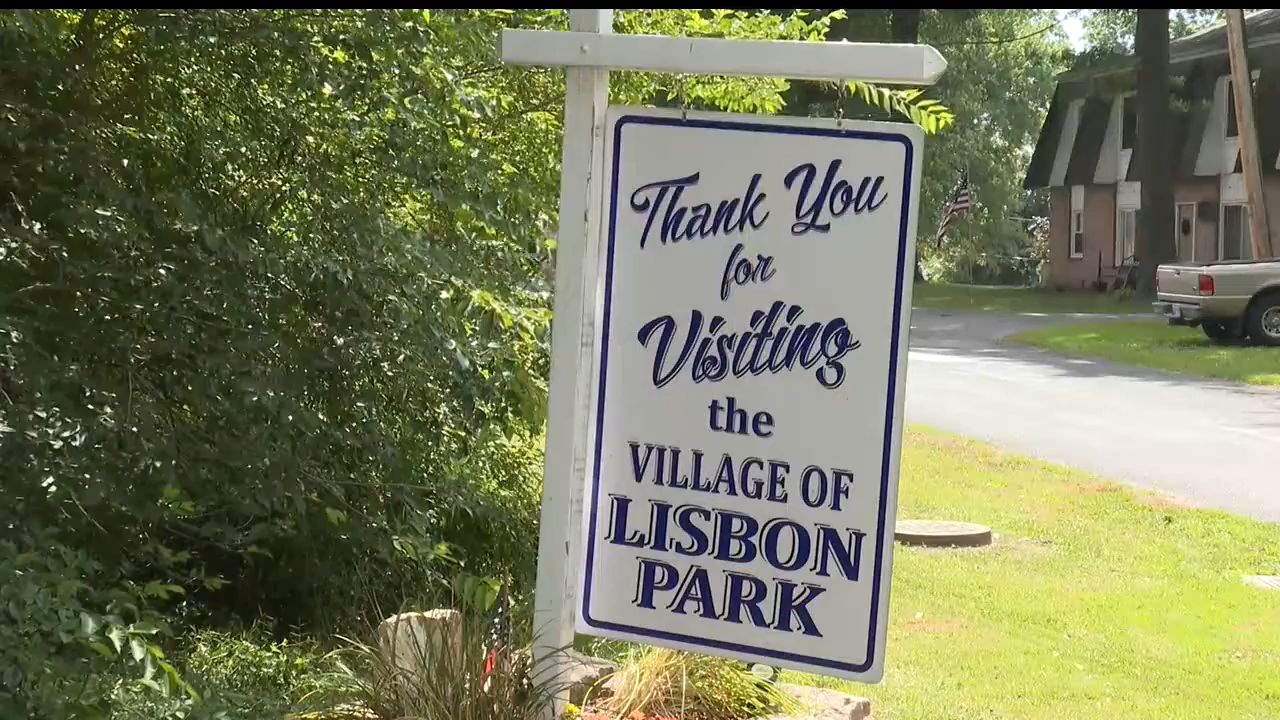 Thank You
for
Visiting
the
VILLAGE OF
LISBON
PARK